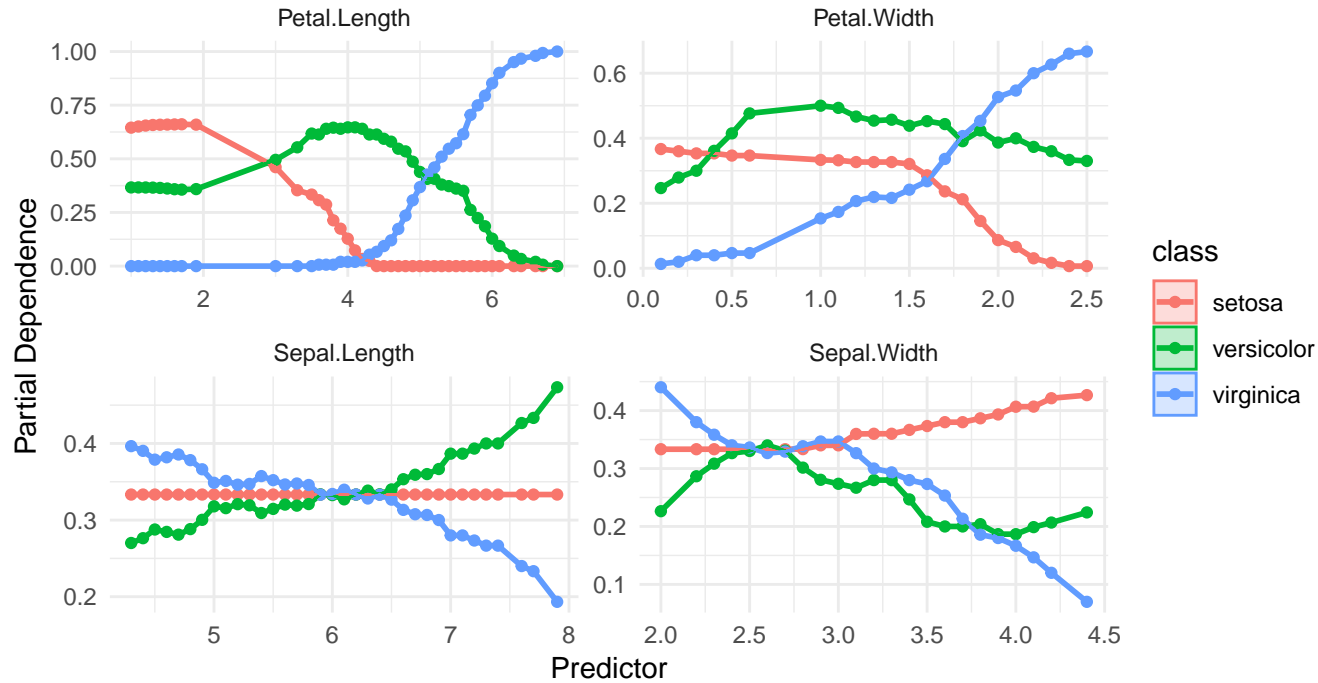 Petal.Length
Petal.Width
1.00
0.75
0.50
0.25
0.00
2 4 6
0.6
0.4
0.2
0.0
0.0 0.5 1.0 1.5 2.0 2.5
Partial Dependence
Sepal.Length
Sepal.Width
0.4
0.3
0.2
5 6 7 8
0.4
0.3
0.2
0.1
2.0 2.5 3.0 3.5 4.0 4.5
Predictor
class
setosa
versicolor
virginica